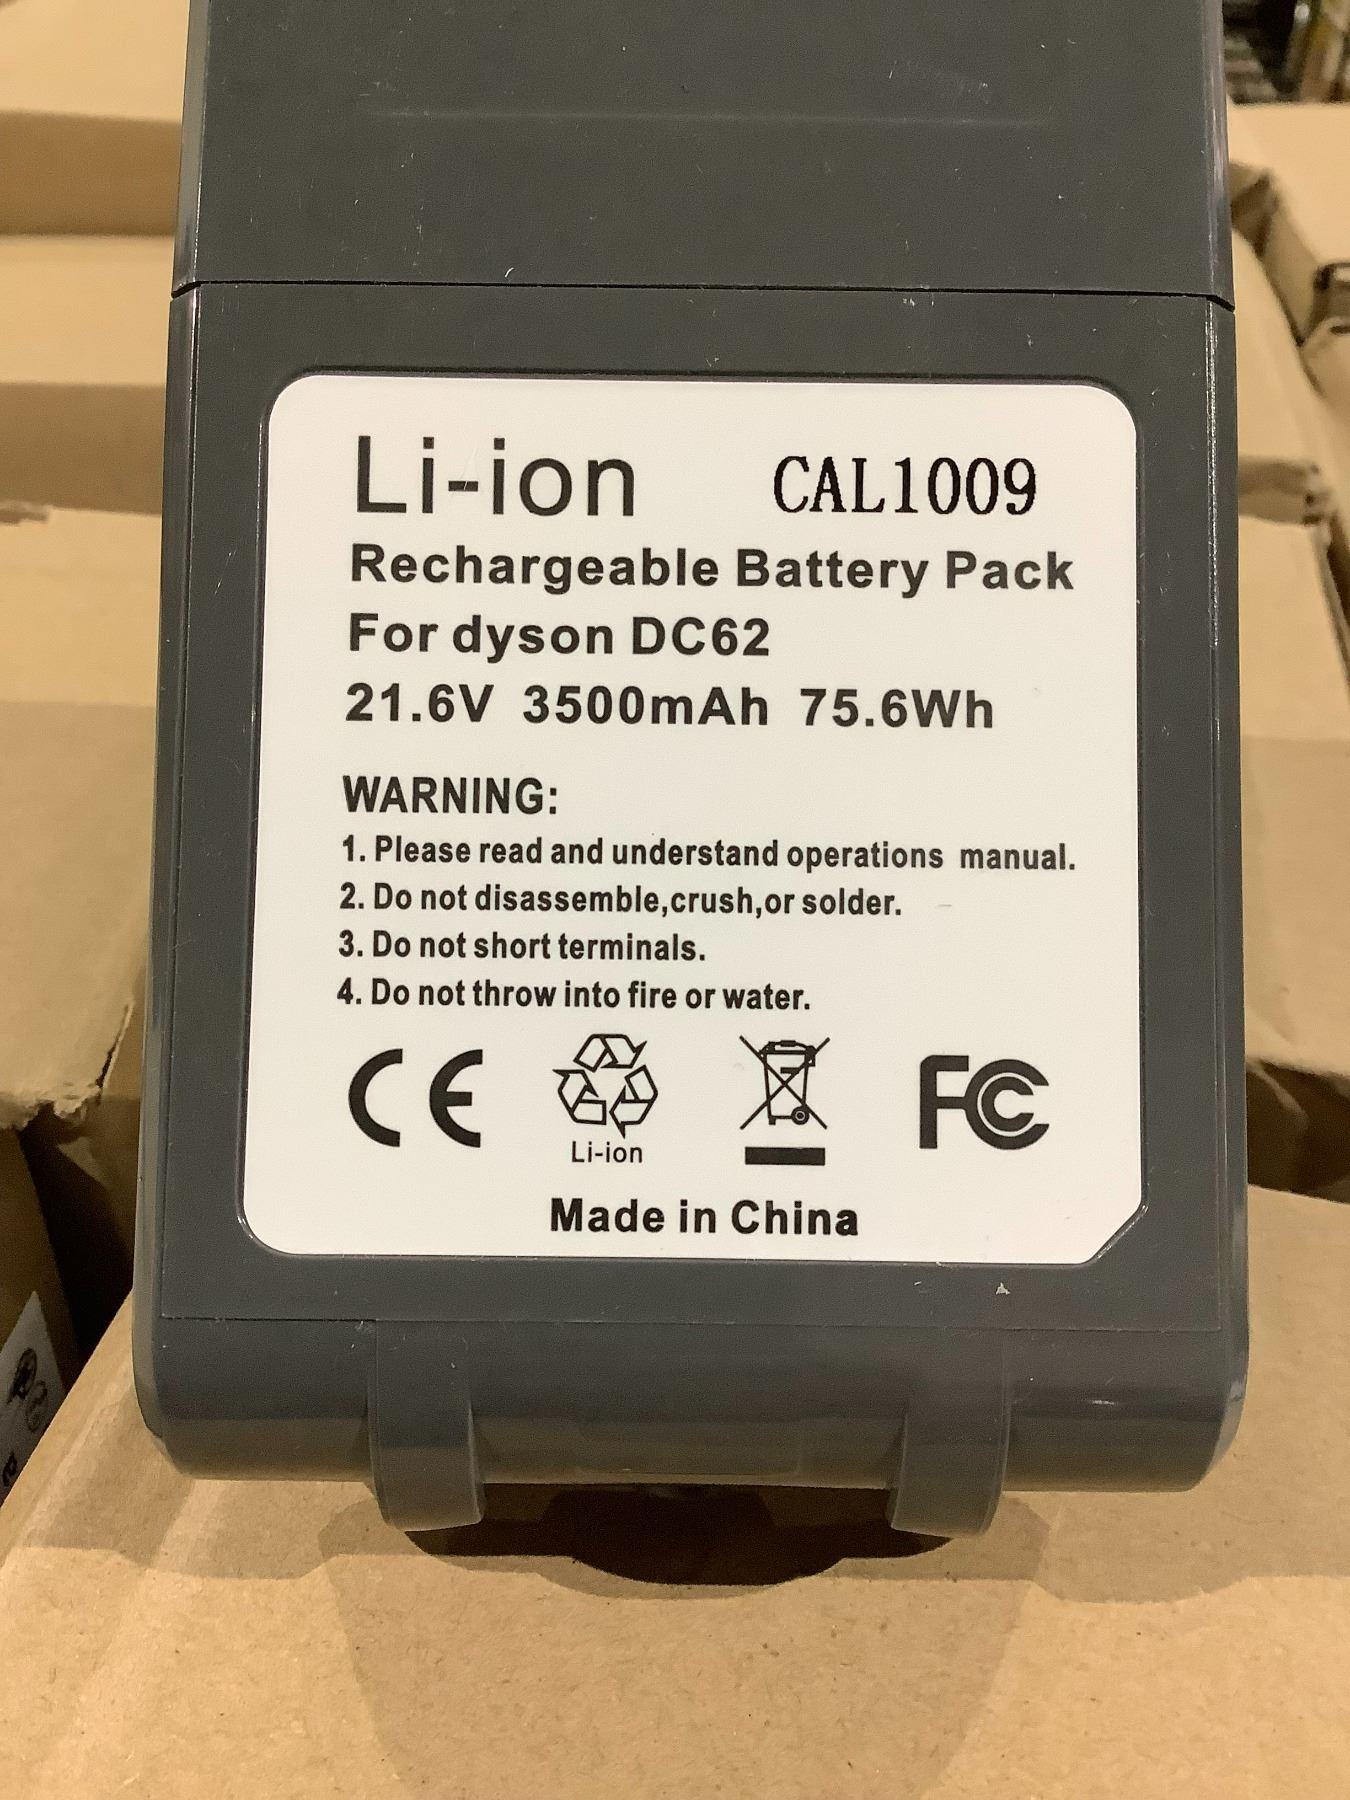 Li-ion CAL1009
Rechargeable Battery Pack
For dyson DC62
21.6V 3500mAh 75.6Wh
WARNING:
1. Please read and understand operations manual.
2. Do not disassemble,crush,or solder.
3. Do not short terminals.
4. Do not throw into fire or water.
CE FC
Li-ion
Made in China